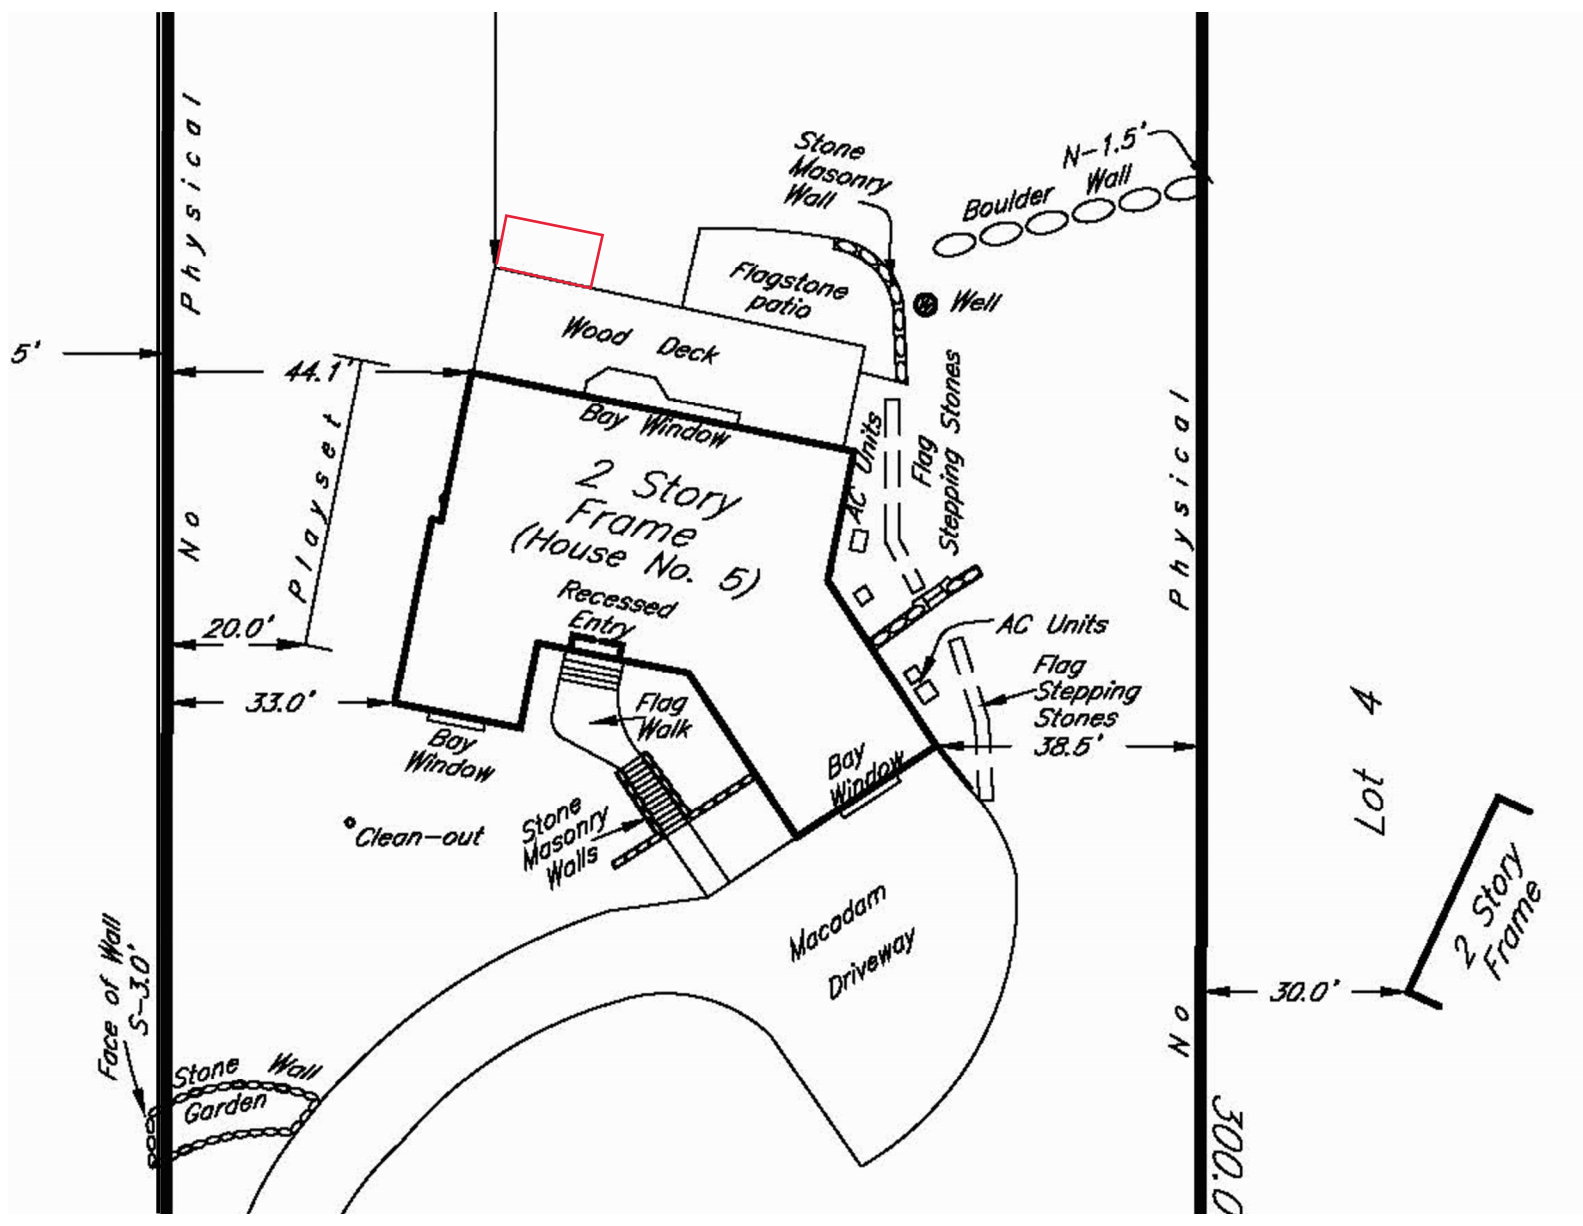 Physical
No
5'
44.1'
Playset
20.0'
33.0'
Stone
Masonry
Wall
N-1.5'
Boulder Wall
Flagstone
patio
Well
Wood Deck
Bay Window
2 Story
Frame
(House No. 5)
Recessed
Entry
AC Units
Flag
Stepping Stones
AC Units
Flag
Stepping
Stones
38.5'
Flag
Walk
Bay
Window
Bay
Window
Clean-out
Stone
Masonry
Walls
Macadam
Driveway
Face of Wall
S-3.0'
Stone Wall
Garden
Physical
No
300.0
Lot 4
2 Story
Frame
30.0'